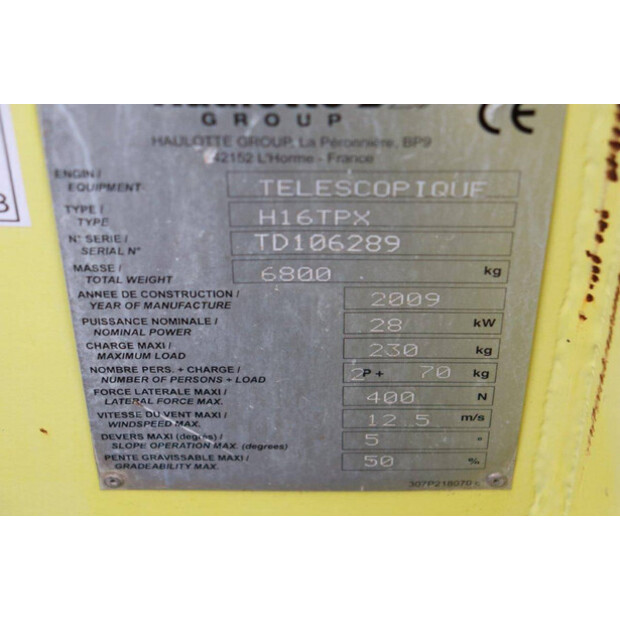 GROUP
CE
HAULOTTE GROUP, La Péronnière, BP9
42152 L'Horme - France
ENGIN /
EQUIPMENT
TELESCOPIQUE
TYPE /
TYPE
H16TPX
N° SERIE /
SERIAL N°
TD106289
MASSE /
TOTAL WEIGHT
6800 kg
ANNEE DE CONSTRUCTION /
YEAR OF MANUFACTURE
2009
PUISSANCE NOMINALE /
NOMINAL POWER
28 kW
CHARGE MAXI /
MAXIMUM LOAD
230 kg
NOMBRE PERS. + CHARGE /
NUMBER OF PERSONS + LOAD
2P + 70 kg
FORCE LATERALE MAXI /
LATERAL FORCE MAX.
400 N
VITESSE DU VENT MAXI /
WINDSPEED MAX.
12.5 m/s
DEVERS MAXI (degrés) /
SLOPE OPERATION MAX. (degrees)
5 °
PENTE GRAVISSABLE MAXI /
GRADEABILITY MAX.
50 %